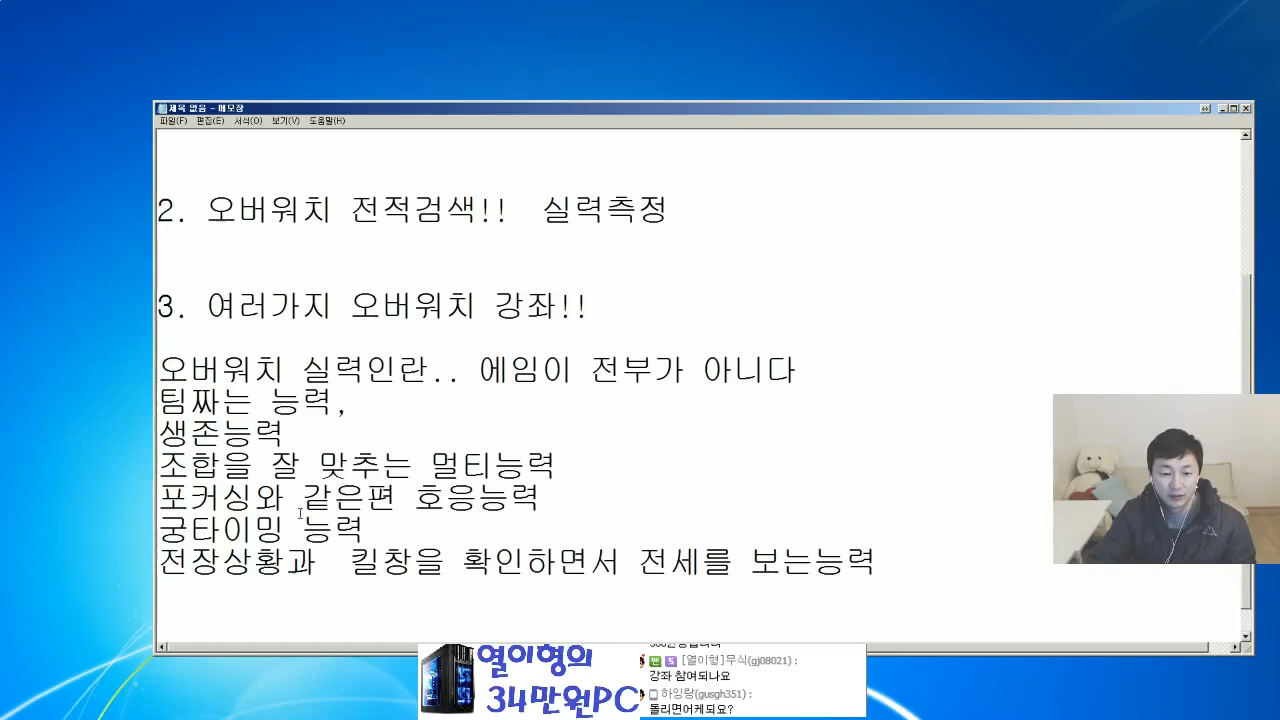 제목 없음 - 메모장
파일(F) 편집(E) 서식(O) 보기(V) 도움말(H)
2. 오버워치 전적검색!! 실력측정
3. 여러가지 오버워치 강좌!!
오버워치 실력인란.. 에임이 전부가 아니다
팀짜는 능력,
생존능력
조합을 잘 맞추는 멀티능력
포커싱와 같은편 호응능력
궁타이밍 능력
전장상황과 킬창을 확인하면서 전세를 보는능력
열이형의
34만원PC
[열이형]무식(gj08021) :
강좌 참여되나요
하잉랑(gusgh351) :
돌리면어케되요?